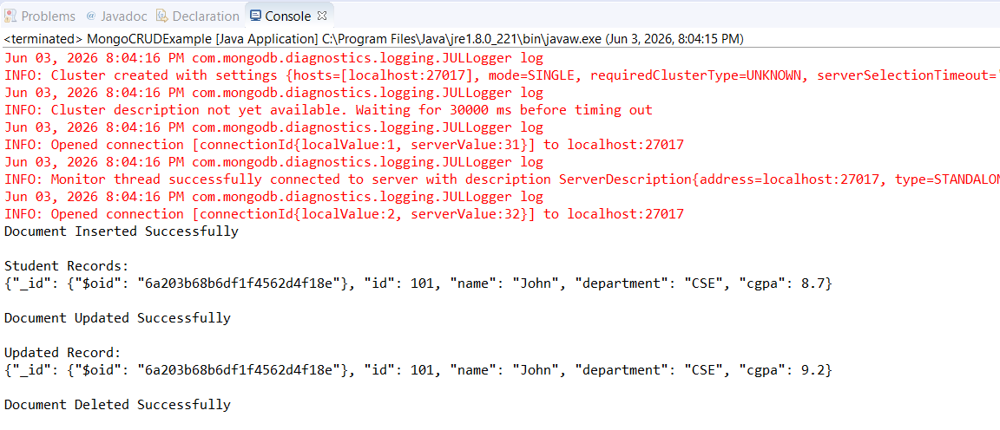 Problems @ Javadoc Declaration Console
<terminated> MongoCRUDExample [Java Application] C:\Program Files\Java\jre1.8.0_221\bin\javaw.exe (Jun 3, 2026, 8:04:15 PM)
Jun 03, 2026 8:04:16 PM com.mongodb.diagnostics.logging.JULLogger log
INFO: Cluster created with settings {hosts=[localhost:27017], mode=SINGLE, requiredClusterType=UNKNOWN, serverSelectionTimeout='
Jun 03, 2026 8:04:16 PM com.mongodb.diagnostics.logging.JULLogger log
INFO: Cluster description not yet available. Waiting for 30000 ms before timing out
Jun 03, 2026 8:04:16 PM com.mongodb.diagnostics.logging.JULLogger log
INFO: Opened connection [connectionId{localValue:1, serverValue:31}] to localhost:27017
Jun 03, 2026 8:04:16 PM com.mongodb.diagnostics.logging.JULLogger log
INFO: Monitor thread successfully connected to server with description ServerDescription{address=localhost:27017, type=STANDALON
Jun 03, 2026 8:04:16 PM com.mongodb.diagnostics.logging.JULLogger log
INFO: Opened connection [connectionId{localValue:2, serverValue:32}] to localhost:27017
Document Inserted Successfully
Student Records:
{"_id": {"$oid": "6a203b68b6df1f4562d4f18e"}, "id": 101, "name": "John", "department": "CSE", "cgpa": 8.7}
Document Updated Successfully
Updated Record:
{"_id": {"$oid": "6a203b68b6df1f4562d4f18e"}, "id": 101, "name": "John", "department": "CSE", "cgpa": 9.2}
Document Deleted Successfully